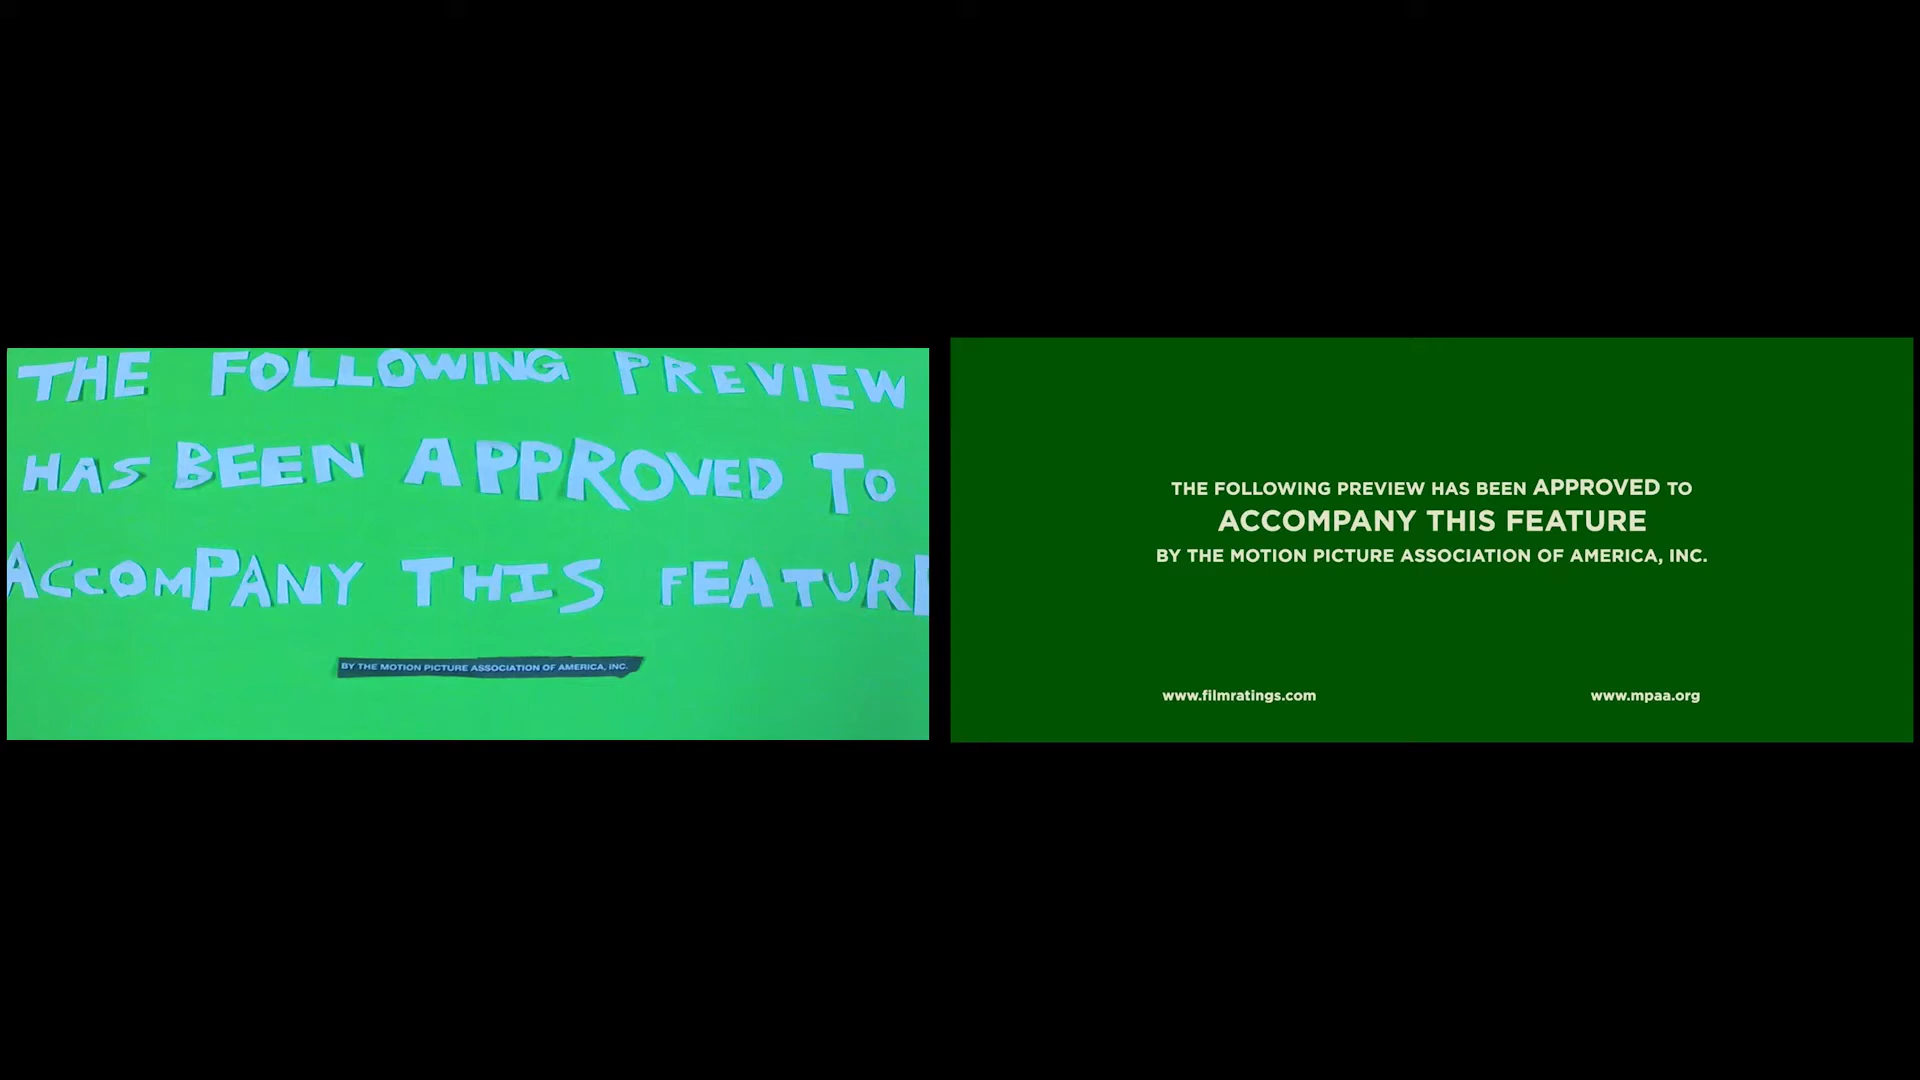 THE FOLLOWING PREVIEW
HAS BEEN APPROVED TO
ACCOMPANY THIS FEATUR
BY THE MOTION PICTURE ASSOCIATION OF AMERICA, INC.
THE FOLLOWING PREVIEW HAS BEEN APPROVED TO
ACCOMPANY THIS FEATURE
BY THE MOTION PICTURE ASSOCIATION OF AMERICA, INC.
www.filmratings.com
www.mpaa.org